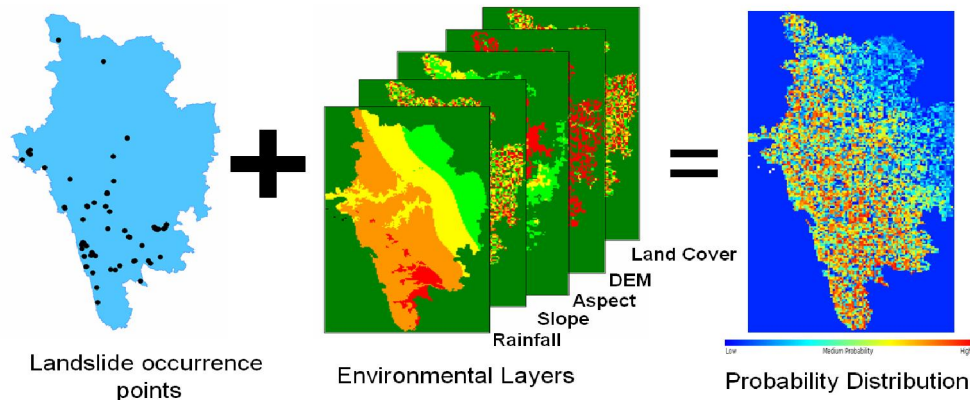 Landslide occurrence
points
Rainfall
Slope
Aspect
DEM
Land Cover
Environmental Layers
Low Medium Probability High
Probability Distribution